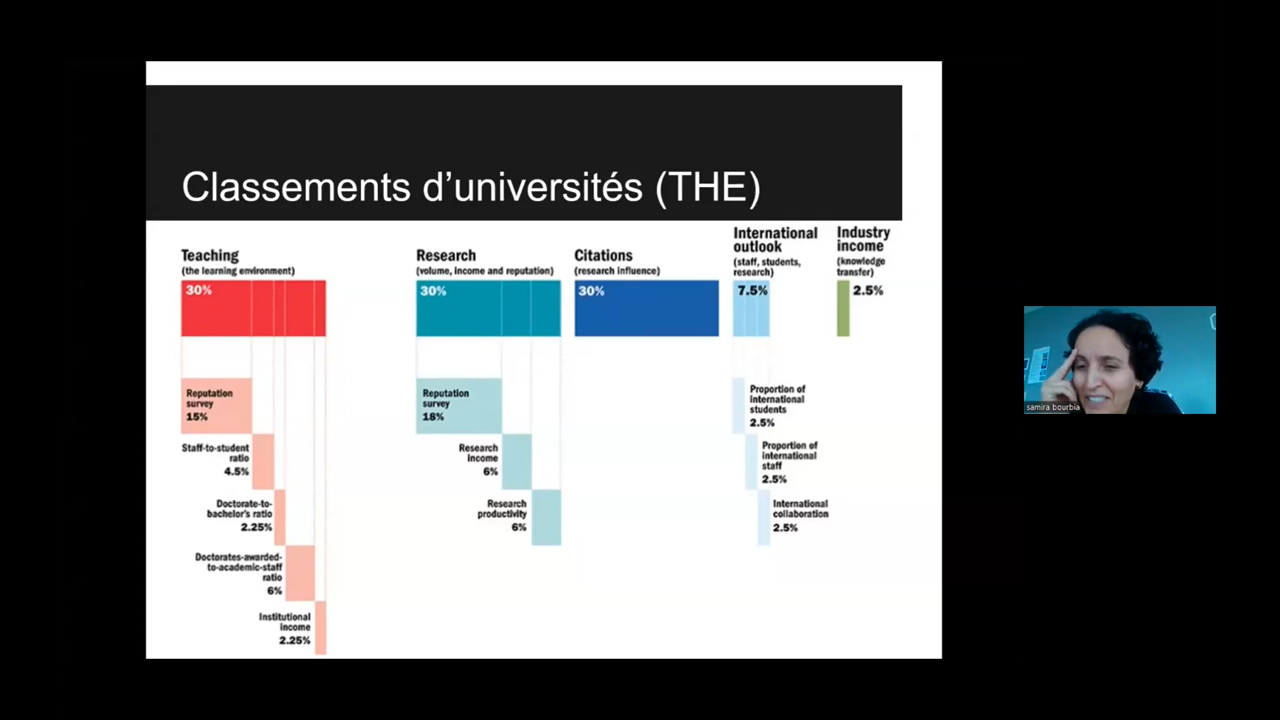 Classements d’universités (THE)
Teaching
(the learning environment)
30%
Reputation
survey
15%
Staff-to-student
ratio
4.5%
Doctorate-to-
bachelor's ratio
2.25%
Doctorates-awarded-
to-academic-staff
ratio
6%
Institutional
income
2.25%
Research
(volume, income and reputation)
30%
Reputation
survey
18%
Research
income
6%
Research
productivity
6%
Citations
(research influence)
30%
International
outlook
(staff, students,
research)
7.5%
Proportion of
international
students
2.5%
Proportion of
international
staff
2.5%
International
collaboration
2.5%
Industry
income
(knowledge
transfer)
2.5%
samira bourbia